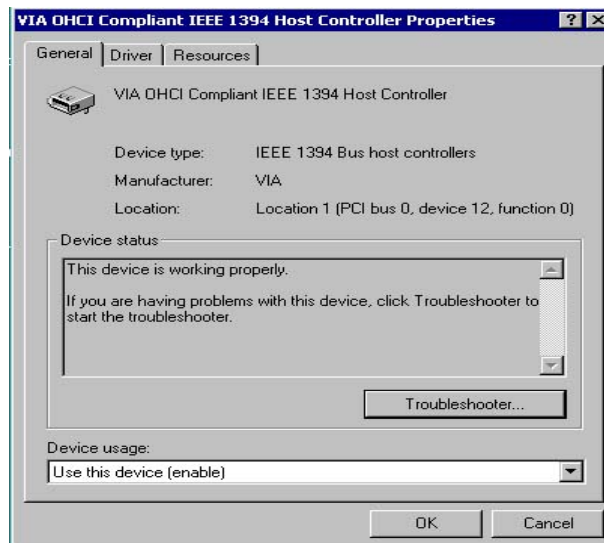 VIA OHCI Compliant IEEE 1394 Host Controller Properties ? X
General Driver Resources
VIA OHCI Compliant IEEE 1394 Host Controller
Device type: IEEE 1394 Bus host controllers
Manufacturer: VIA
Location: Location 1 (PCI bus 0, device 12, function 0)
Device status
This device is working properly.
If you are having problems with this device, click Troubleshooter to
start the troubleshooter.
Troubleshooter...
Device usage:
Use this device (enable)
OK Cancel